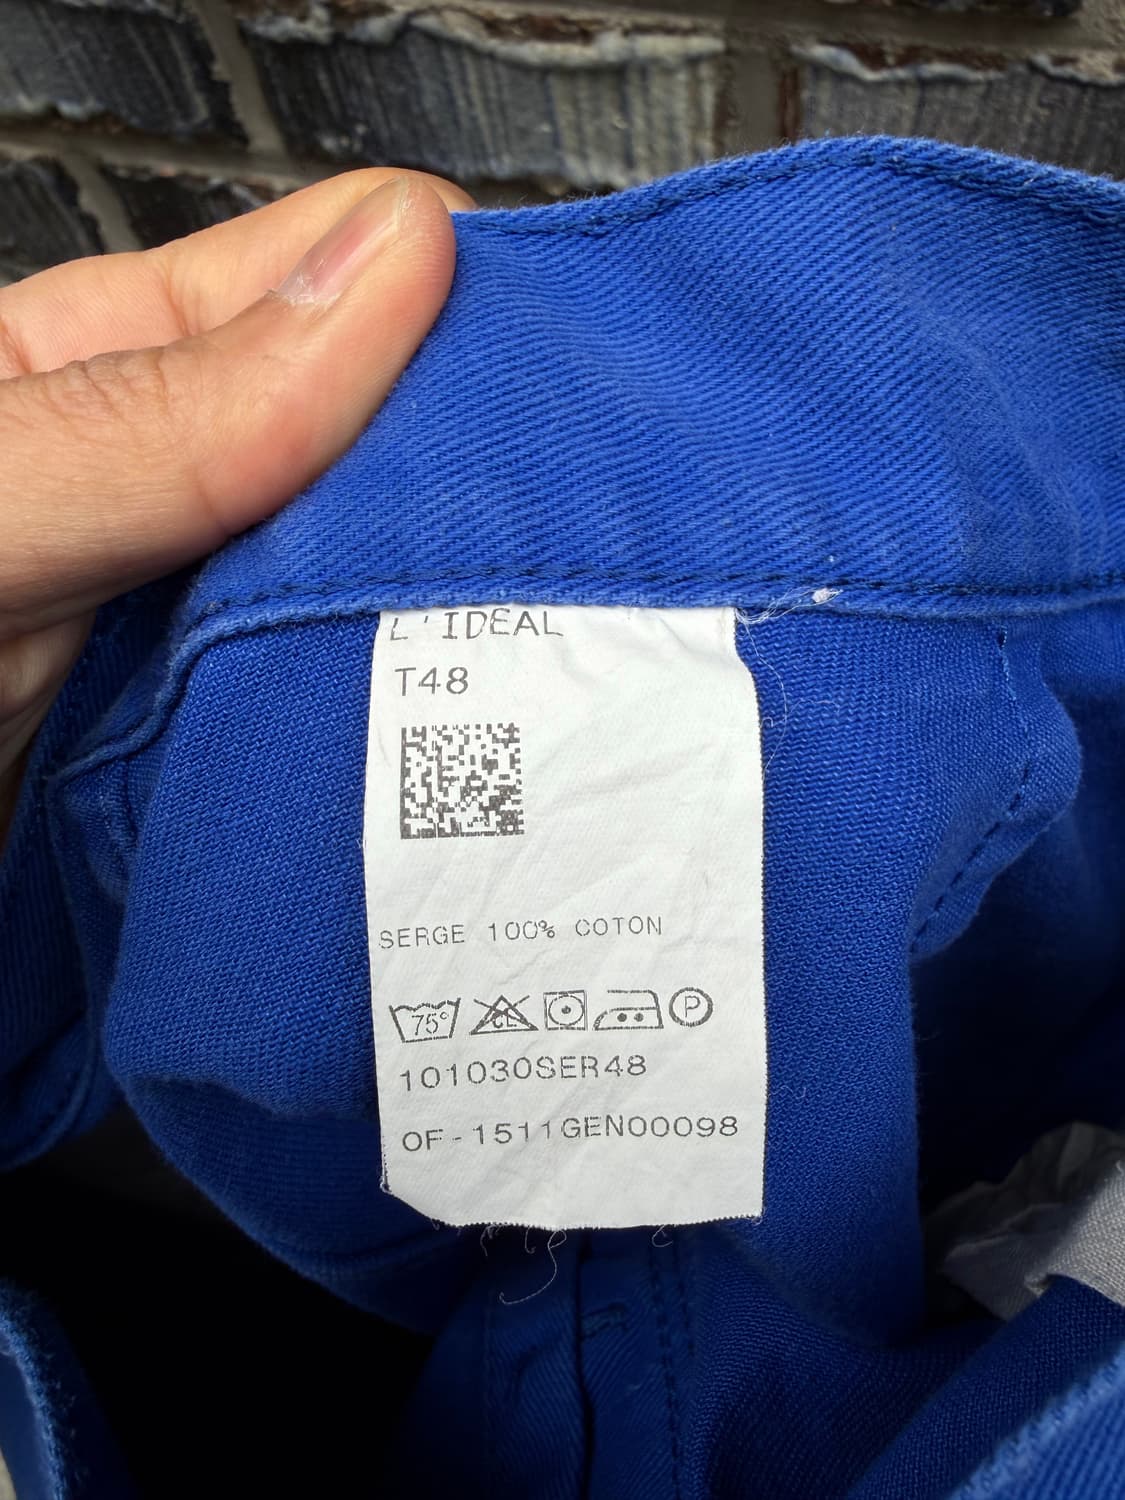 L'IDEAL
T48
SERGE 100% COTON
75° CL P
101030SER48
OF-1511GEN00098